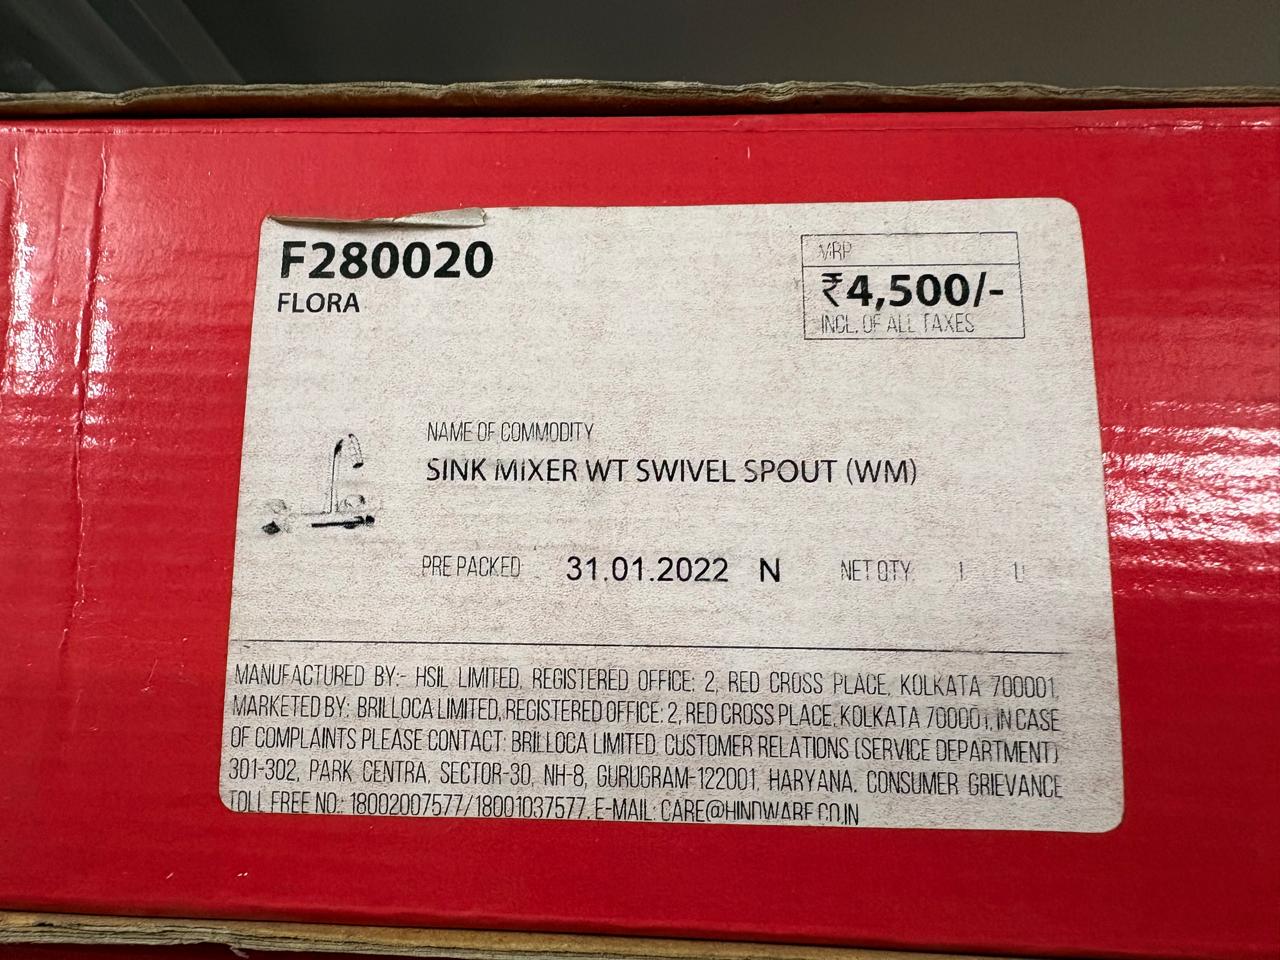 F280020
FLORA
MRP
₹4,500/-
INCL. OF ALL TAXES
NAME OF COMMODITY
SINK MIXER WT SWIVEL SPOUT (WM)
PRE PACKED 31.01.2022 N NET QTY. 1 U
MANUFACTURED BY:- HSIL LIMITED, REGISTERED OFFICE: 2, RED CROSS PLACE, KOLKATA 700001,
MARKETED BY: BRILLOCA LIMITED, REGISTERED OFFICE: 2, RED CROSS PLACE, KOLKATA 700001, IN CASE
OF COMPLAINTS PLEASE CONTACT: BRILLOCA LIMITED, CUSTOMER RELATIONS (SERVICE DEPARTMENT)
301-302, PARK CENTRA, SECTOR-30, NH-8, GURUGRAM-122001, HARYANA. CONSUMER GRIEVANCE
TOLL FREE NO.: 18002007577/18001037577, E-MAIL: CARE@HINDWARE.CO.IN